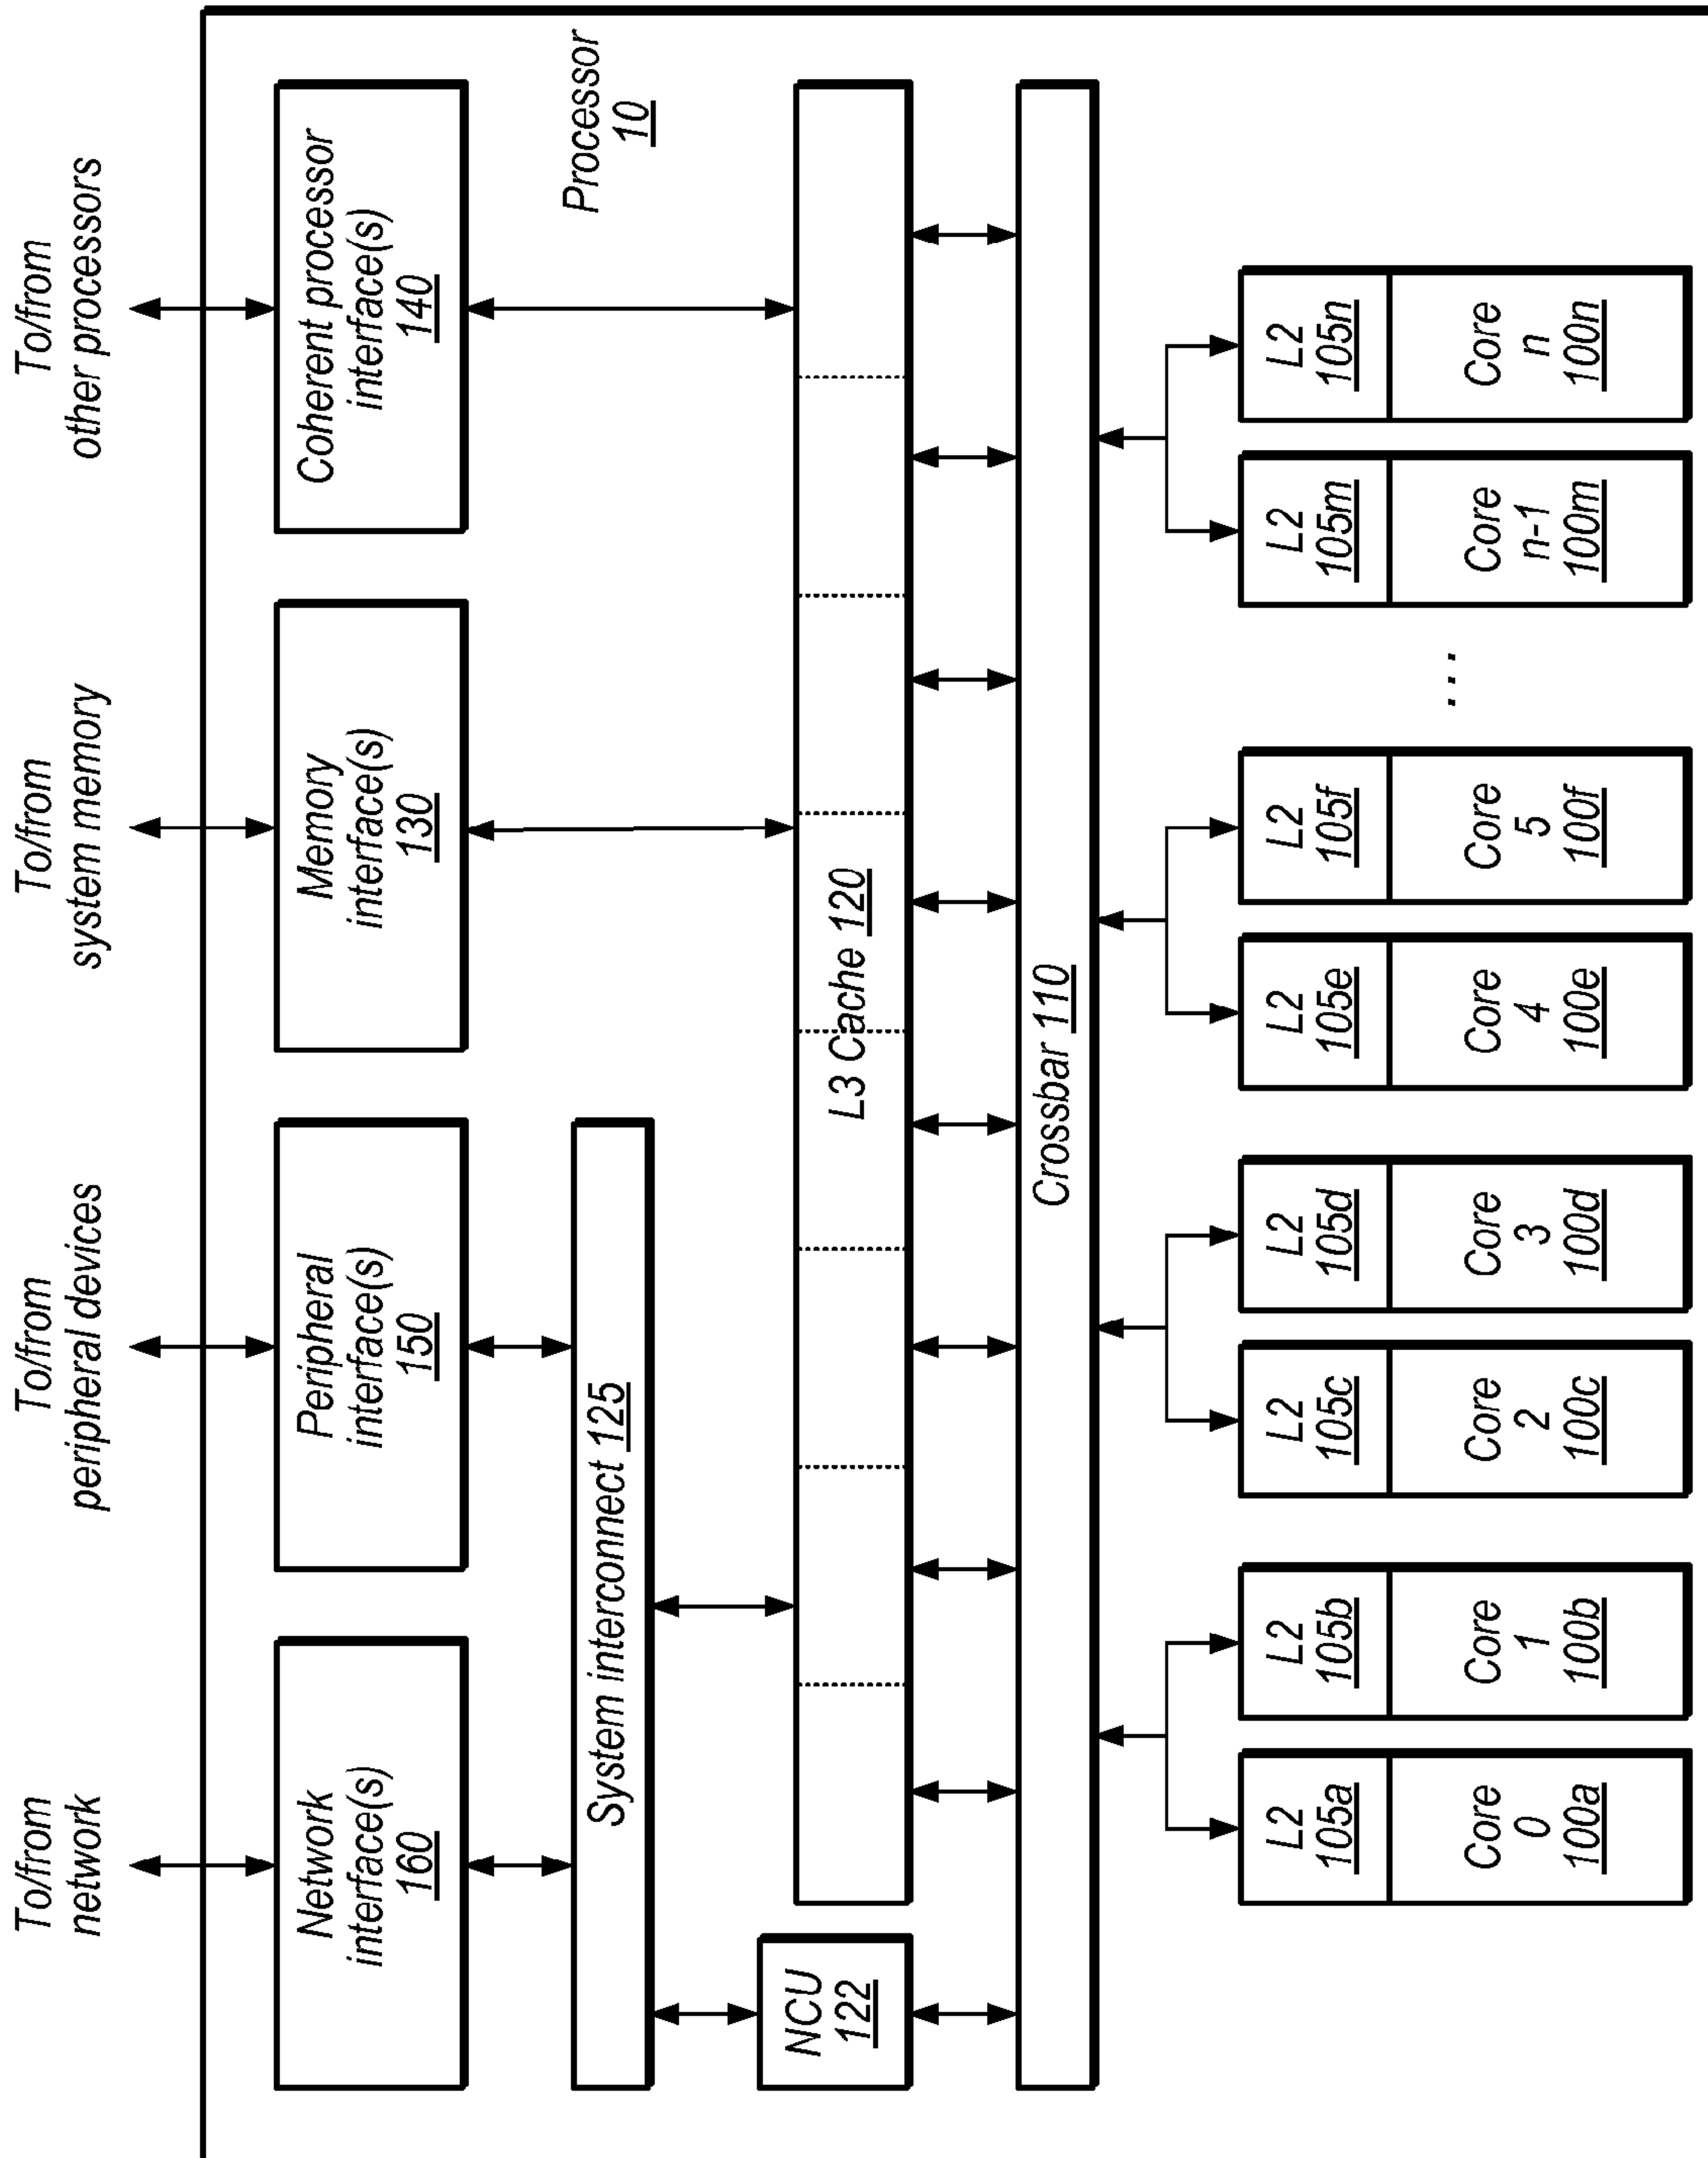 To/from
network
To/from
peripheral devices
To/from
system memory
To/from
other processors
Network
interface(s)
160
Peripheral
interface(s)
150
Memory
interface(s)
130
Coherent processor
interface(s)
140
Processor
10
System interconnect 125
NCU
122
L3 Cache 120
Crossbar 110
L2
105a
Core
0
100a
L2
105b
Core
1
100b
L2
105c
Core
2
100c
L2
105d
Core
3
100d
L2
105e
Core
4
100e
L2
105f
Core
5
100f
...
L2
105m
Core
n-1
100m
L2
105n
Core
n
100n